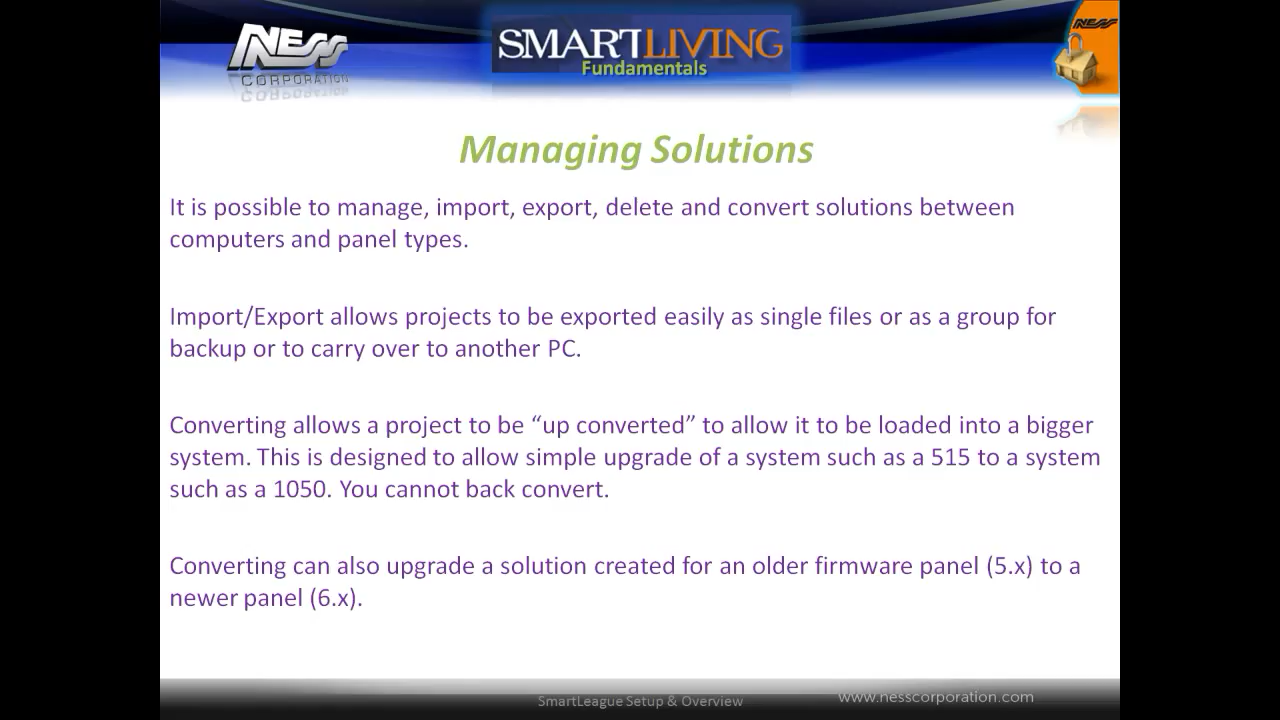 NESS
CORPORATION
SMARTLIVING
Fundamentals
NESS
Managing Solutions
It is possible to manage, import, export, delete and convert solutions between
computers and panel types.
Import/Export allows projects to be exported easily as single files or as a group for
backup or to carry over to another PC.
Converting allows a project to be “up converted” to allow it to be loaded into a bigger
system. This is designed to allow simple upgrade of a system such as a 515 to a system
such as a 1050. You cannot back convert.
Converting can also upgrade a solution created for an older firmware panel (5.x) to a
newer panel (6.x).
SmartLeague Setup & Overview
www.nesscorporation.com